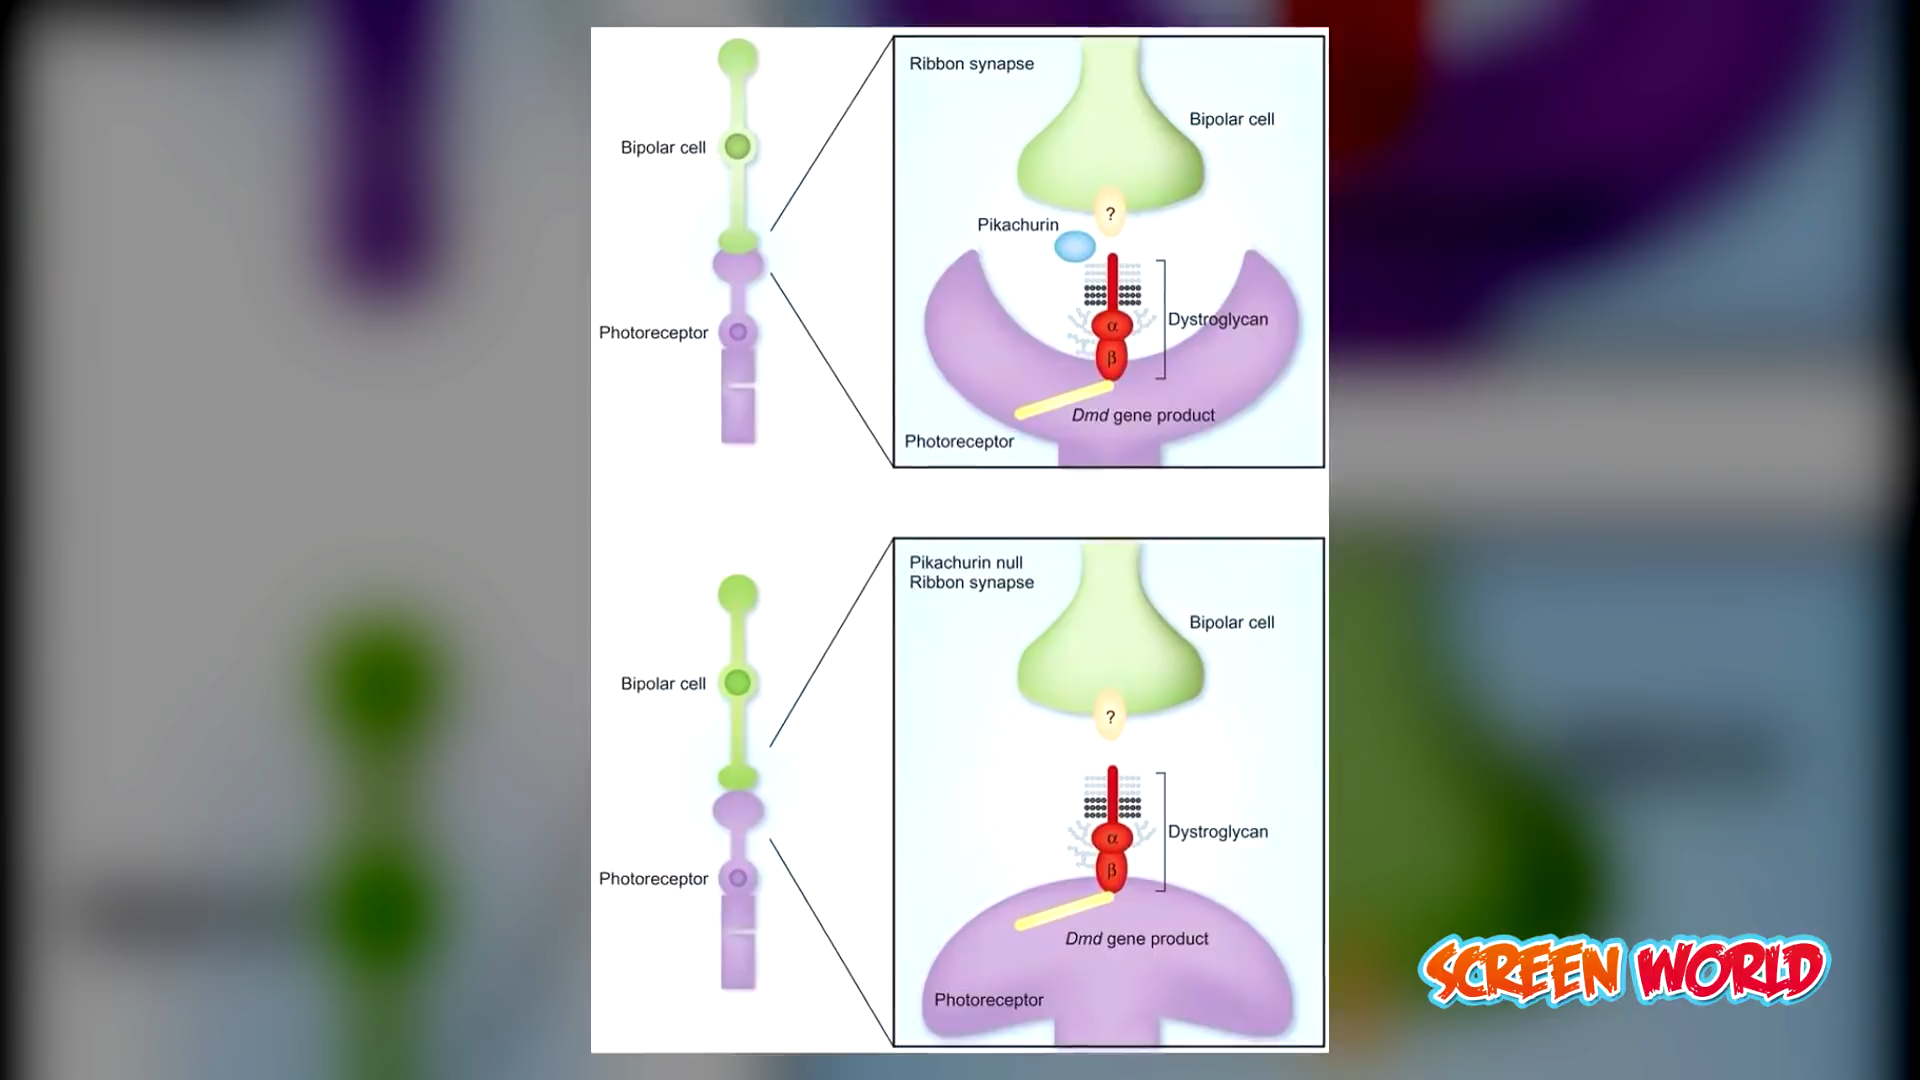 Ribbon synapse
Bipolar cell
Bipolar cell
?
Pikachurin
Photoreceptor
Dystroglycan
α
β
Dmd gene product
Photoreceptor
Pikachurin null
Ribbon synapse
Bipolar cell
Bipolar cell
?
Dystroglycan
α
β
Photoreceptor
Dmd gene product
Photoreceptor
SCREEN WORLD